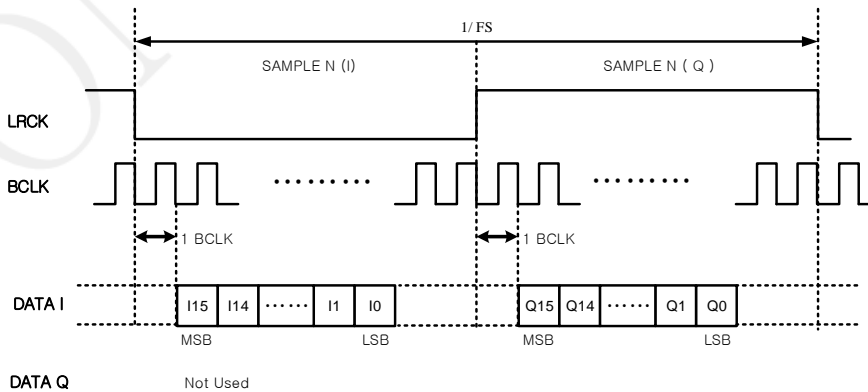 1/ FS
SAMPLE N (I)
SAMPLE N ( Q )
LRCK
BCLK
1 BCLK
1 BCLK
DATA I
I15 I14 ...... I1 I0
Q15 Q14 ...... Q1 Q0
MSB LSB
MSB LSB
DATA Q
Not Used